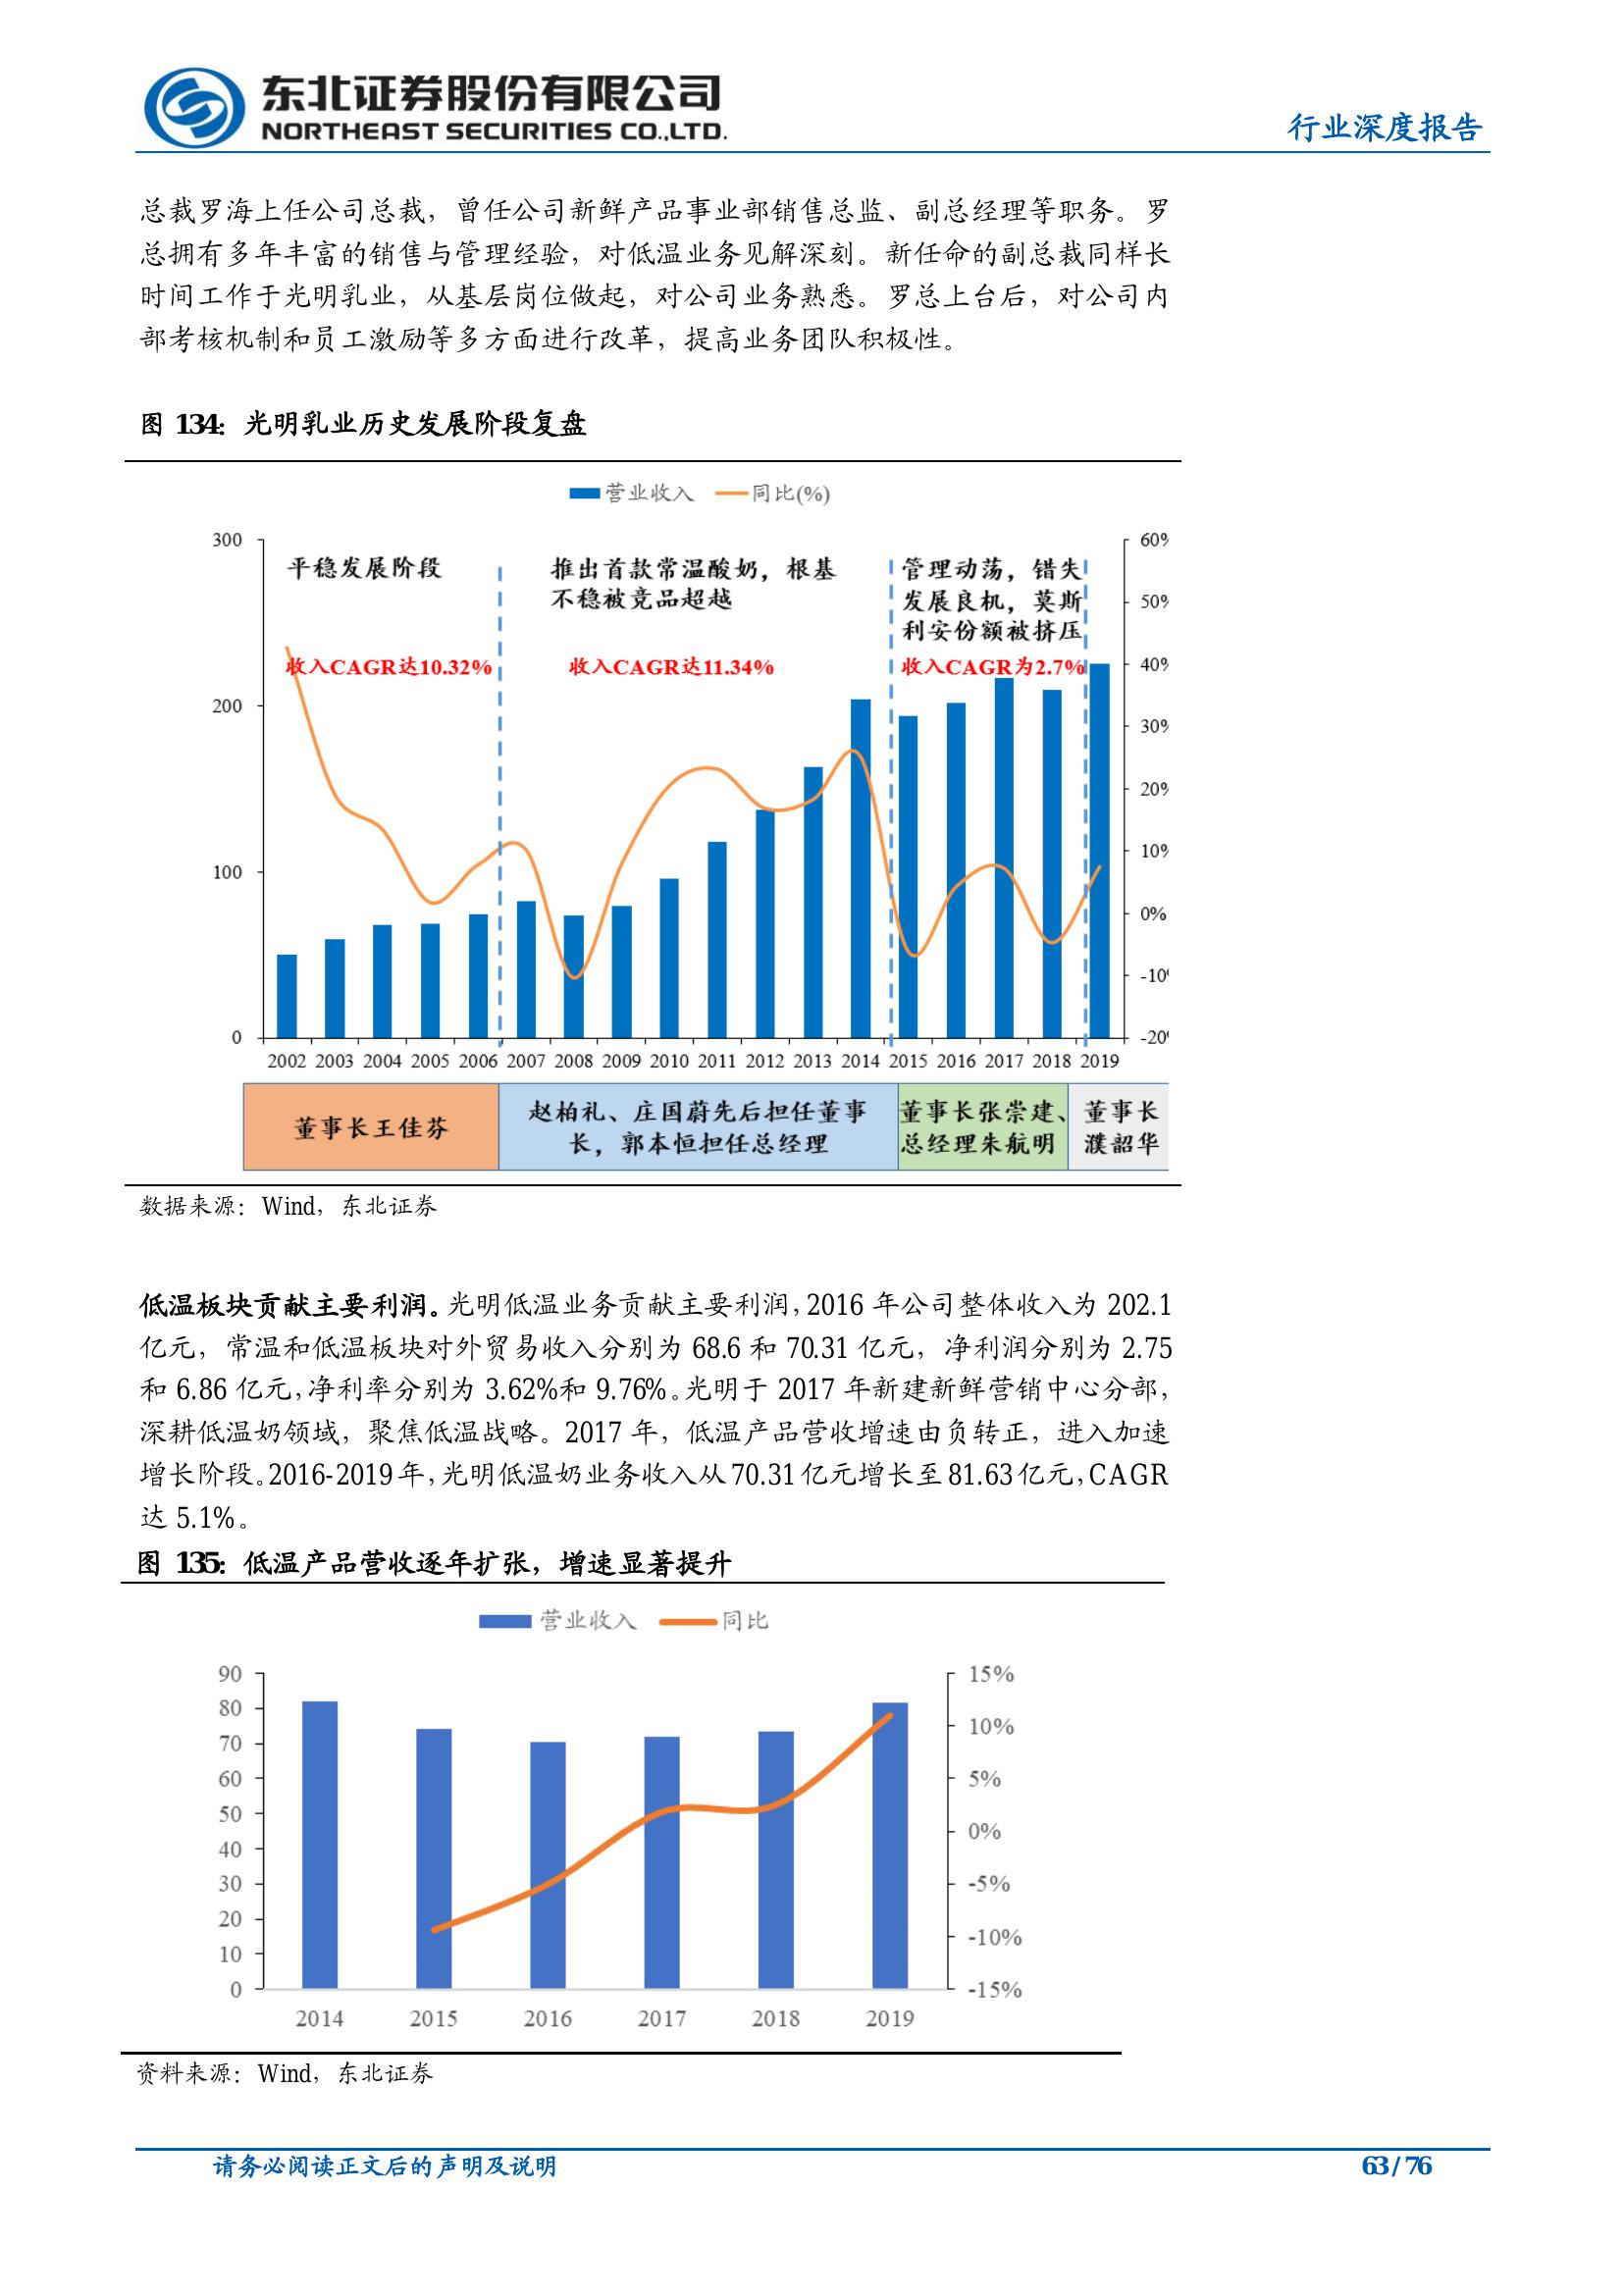 东北证券股份有限公司
NORTHEAST SECURITIES CO.,LTD.
行业深度报告
总裁罗海上任公司总裁，曾任公司新鲜产品事业部销售总监、副总经理等职务。罗
总拥有多年丰富的销售与管理经验，对低温业务见解深刻。新任命的副总裁同样长
时间工作于光明乳业，从基层岗位做起，对公司业务熟悉。罗总上台后，对公司内
部考核机制和员工激励等多方面进行改革，提高业务团队积极性。
图 134：光明乳业历史发展阶段复盘
营业收入 同比(%)
300
200
100
0
平稳发展阶段
收入CAGR达10.32%
推出首款常温酸奶，根基
不稳被竞品超越
收入CAGR达11.34%
管理动荡，错失
发展良机，莫斯
利安份额被挤压
收入CAGR为2.7%
60%
50%
40%
30%
20%
10%
0%
-10
-20
2002 2003 2004 2005 2006 2007 2008 2009 2010 2011 2012 2013 2014 2015 2016 2017 2018 2019
董事长王佳芬
赵柏礼、庄国蔚先后担任董事
长，郭本恒担任总经理
董事长张崇建、
总经理朱航明
董事长
濮韶华
数据来源：Wind，东北证券
低温板块贡献主要利润。光明低温业务贡献主要利润，2016 年公司整体收入为 202.1
亿元，常温和低温板块对外贸易收入分别为 68.6 和 70.31 亿元，净利润分别为 2.75
和 6.86 亿元，净利率分别为 3.62%和 9.76%。光明于 2017 年新建新鲜营销中心分部，
深耕低温奶领域，聚焦低温战略。2017 年，低温产品营收增速由负转正，进入加速
增长阶段。2016-2019 年，光明低温奶业务收入从 70.31 亿元增长至 81.63 亿元，CAGR
达 5.1%。
图 135：低温产品营收逐年扩张，增速显著提升
营业收入 同比
90
80
70
60
50
40
30
20
10
0
15%
10%
5%
0%
-5%
-10%
-15%
2014 2015 2016 2017 2018 2019
资料来源：Wind，东北证券
请务必阅读正文后的声明及说明
63 / 76